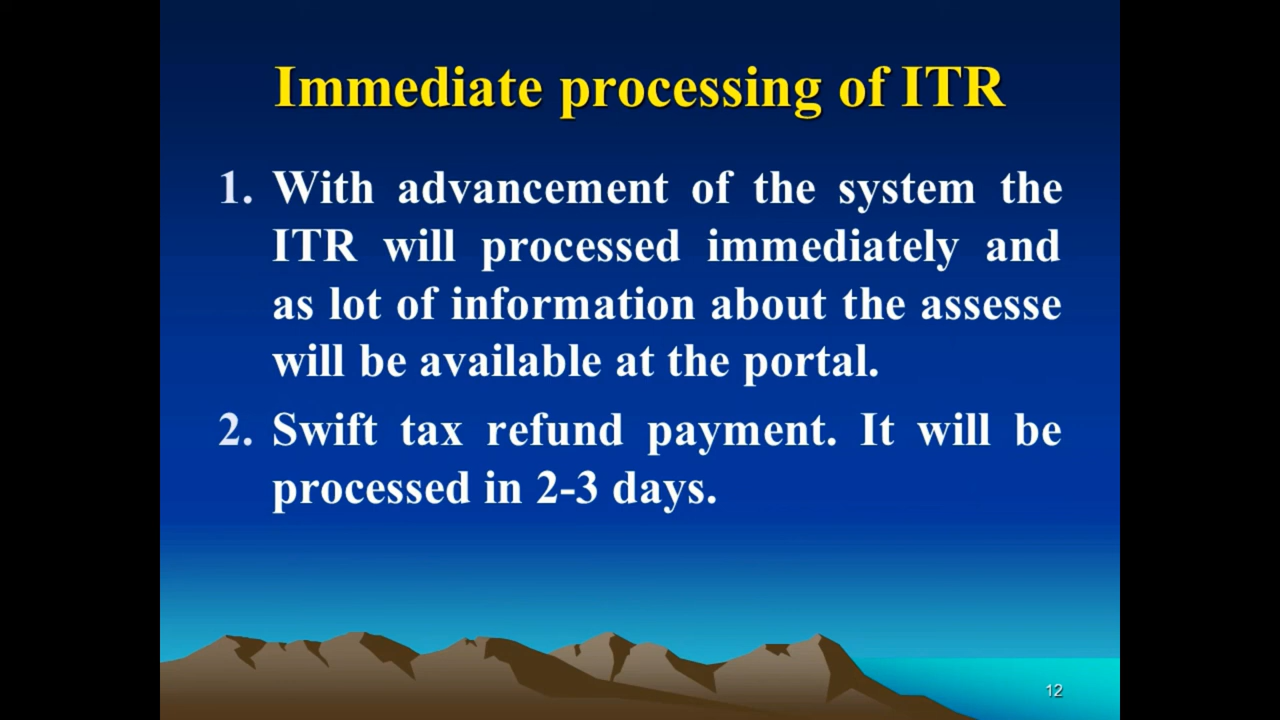 Immediate processing of ITR
1. With advancement of the system the
ITR will processed immediately and
as lot of information about the assesse
will be available at the portal.
2. Swift tax refund payment. It will be
processed in 2-3 days.
12